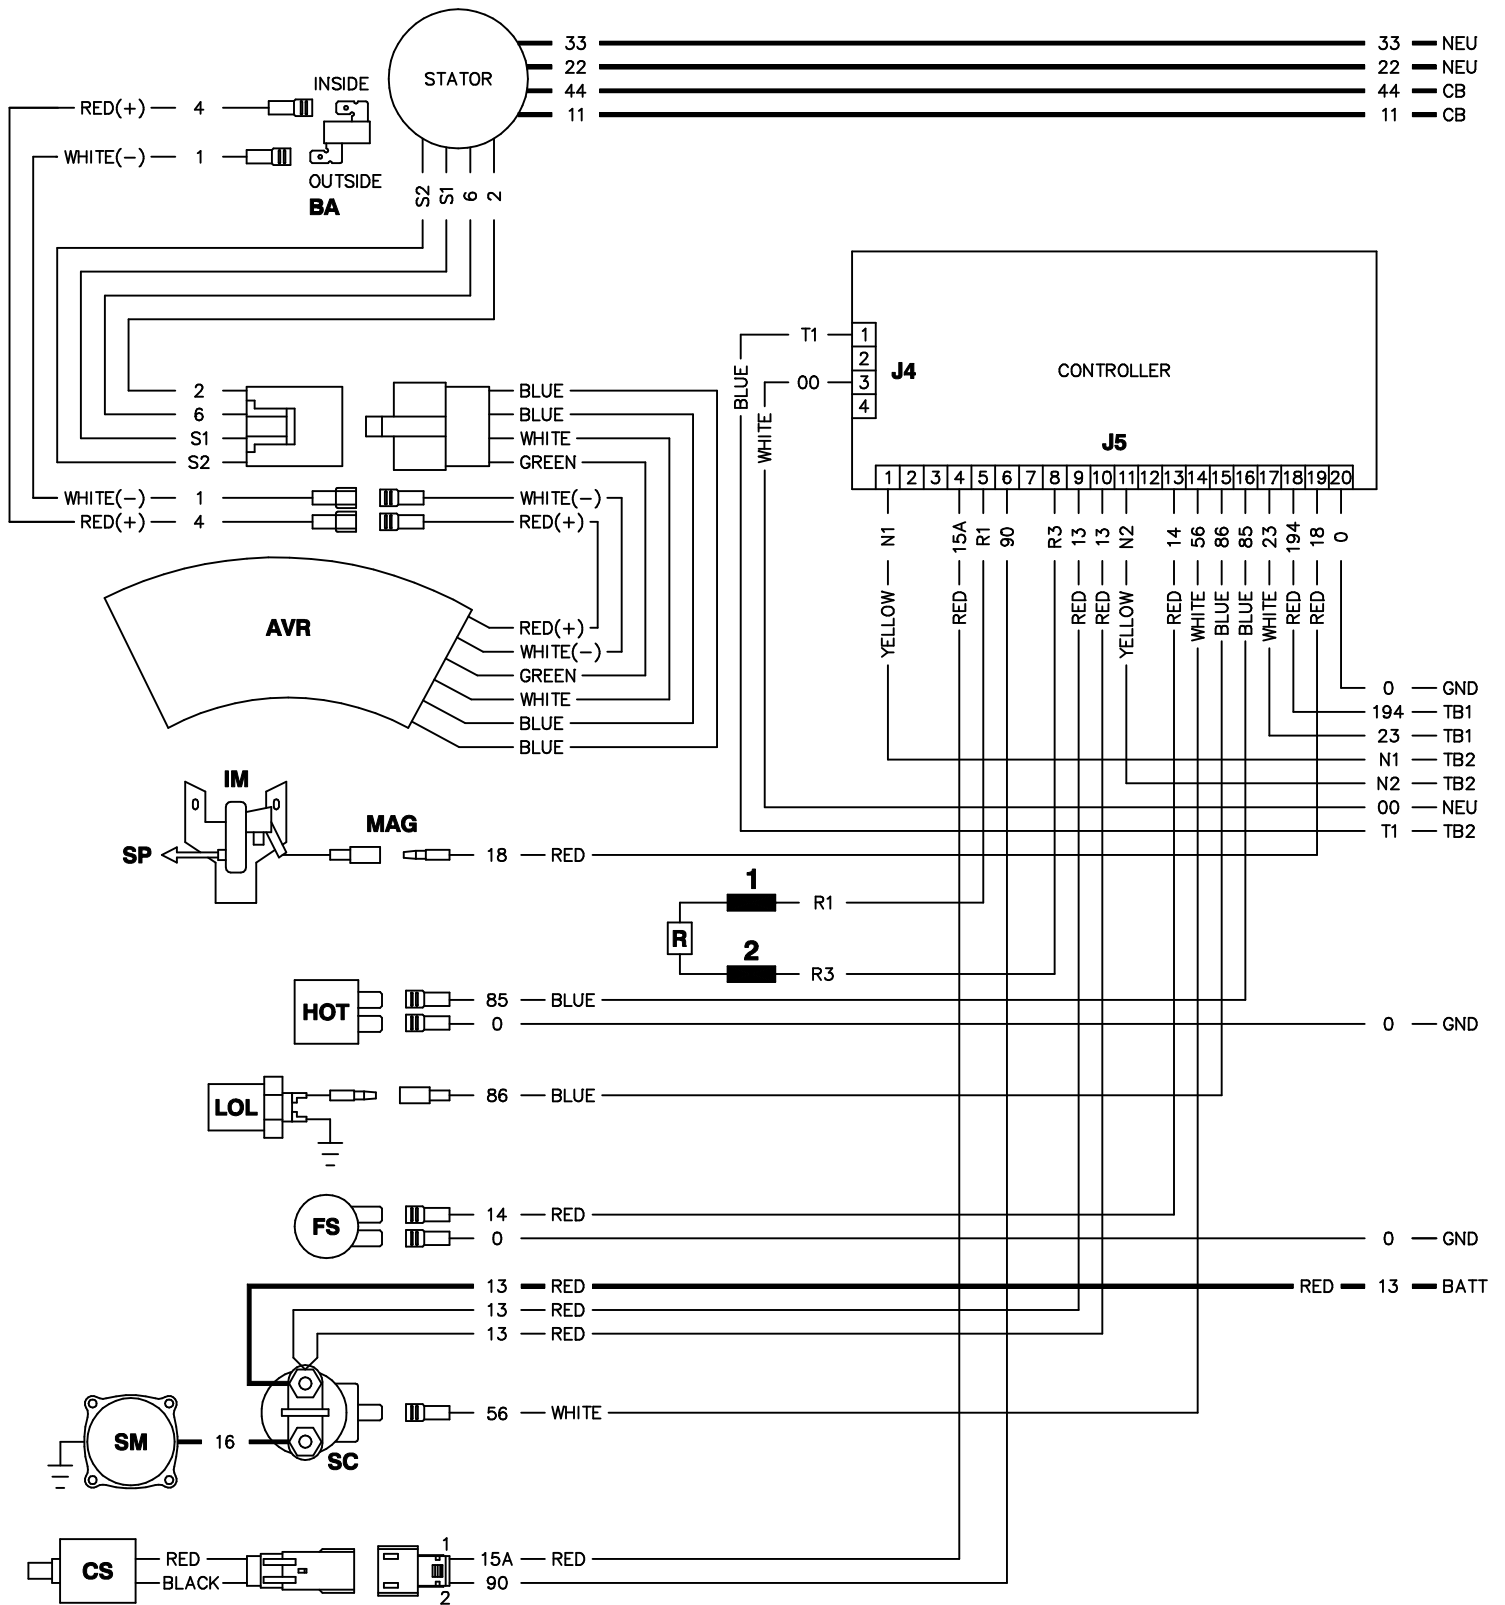 STATOR
33 33 NEU
22 22 NEU
44 44 CB
11 11 CB
INSIDE
RED(+) 4
WHITE(-) 1
OUTSIDE
BA
S2 S1 6 2
CONTROLLER
J4
T1 1
2
00 3
4
BLUE
WHITE
J5
1 2 3 4 5 6 7 8 9 10 11 12 13 14 15 16 17 18 19 20
N1 15A R1 90 R3 13 13 N2 14 56 86 85 23 194 18 0
YELLOW RED RED RED YELLOW RED WHITE BLUE BLUE WHITE RED RED
2 BLUE
6 BLUE
S1 WHITE
S2 GREEN
WHITE(-) 1 WHITE(-)
RED(+) 4 RED(+)
AVR
RED(+)
WHITE(-)
GREEN
WHITE
BLUE
BLUE
0 GND
194 TB1
23 TB1
N1 TB2
N2 TB2
00 NEU
T1 TB2
IM
MAG
SP
18 RED
1
R1
R
2
R3
HOT
85 BLUE
0 0 GND
LOL
86 BLUE
FS
14 RED
0 0 GND
13 RED RED 13 BATT
13 RED
13 RED
56 WHITE
SM
16
SC
CS
RED
BLACK
1
15A RED
90
2